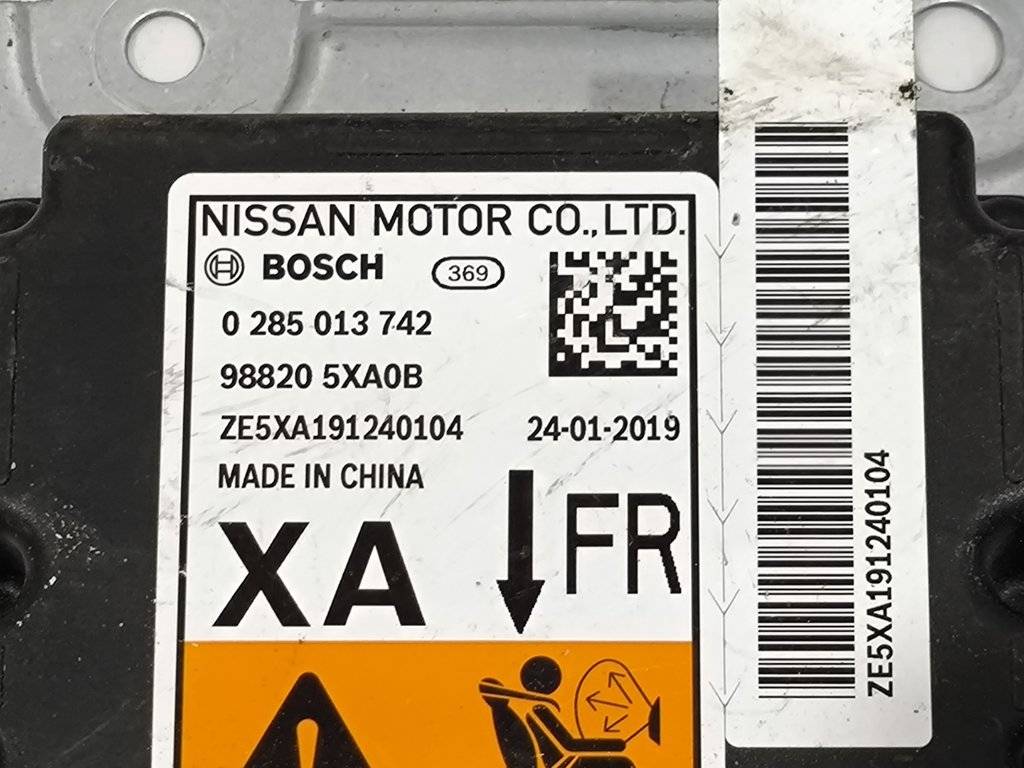 NISSAN MOTOR CO.,LTD.
BOSCH 369
0 285 013 742
98820 5XA0B
ZE5XA191240104 24-01-2019
MADE IN CHINA
XA FR
ZE5XA191240104